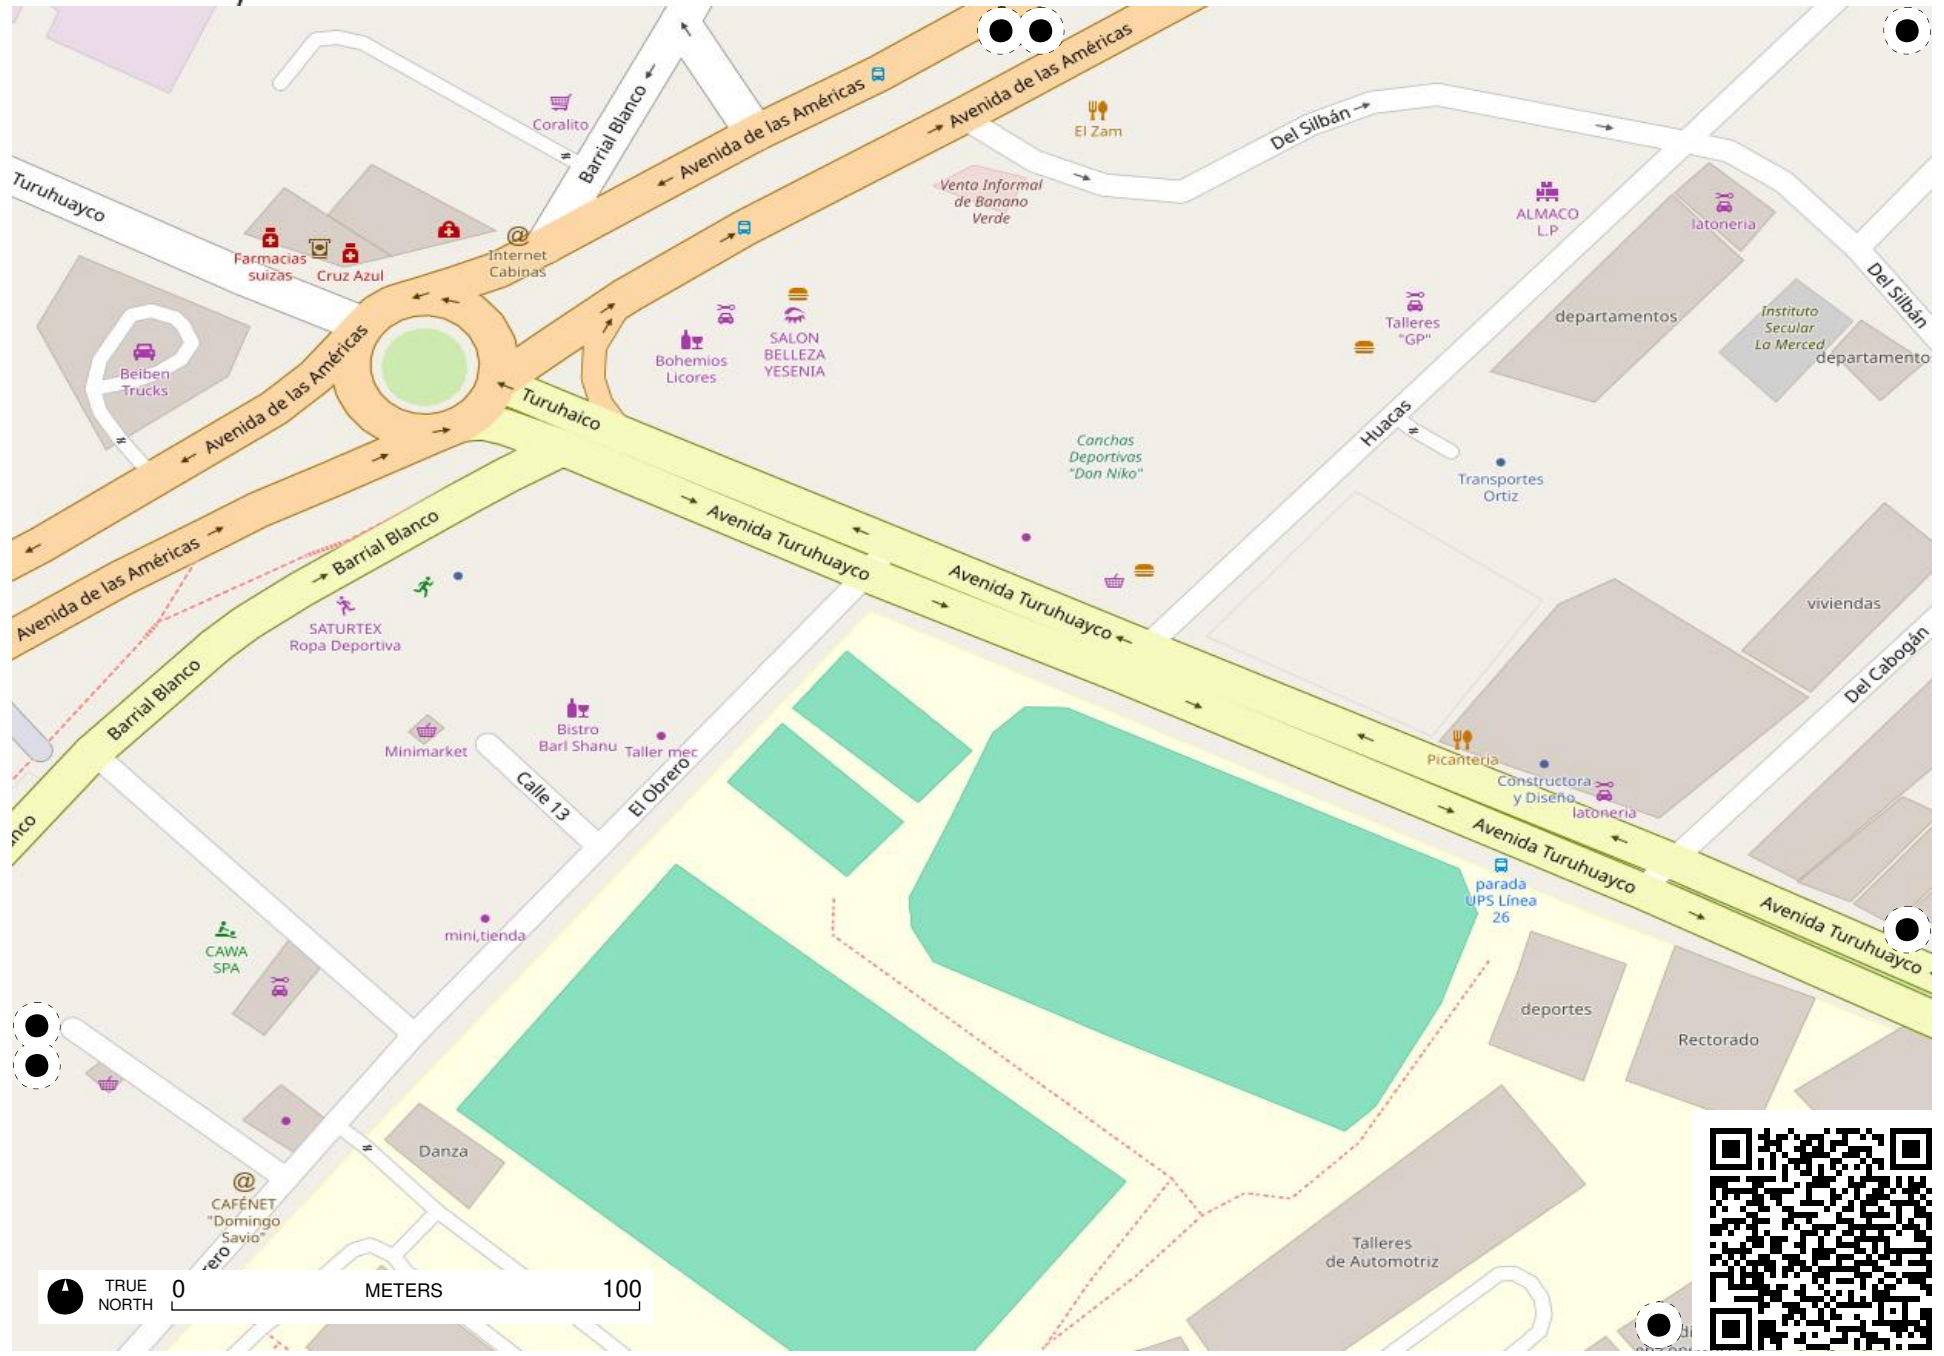 Avenida de las Américas
Avenida de las Américas
Coralito
Barrial Blanco
El Zam
Del Silbán
Turuhuayco
Venta Informal
de Banano
Verde
ALMACO
L.P
latoneria
Farmacias
suizas
Cruz Azul
@
Internet
Cabinas
Del Silbán
departamentos
Instituto
Secular
La Merced
departamento
Talleres
"GP"
Beiben
Trucks
Bohemios
Licores
SALON
BELLEZA
YESENIA
Avenida de las Américas
Turuhaico
Huacas
Canchas
Deportivas
"Don Niko"
Transportes
Ortiz
Avenida de las Américas
Barrial Blanco
Avenida Turuhuayco
Avenida Turuhuayco
viviendas
SATURTEX
Ropa Deportiva
Del Cabogán
Barrial Blanco
Minimarket
Bistro
Barl Shanu
Taller mec
Calle 13
El Obrero
Picanteria
Constructora
y Diseño
latoneria
Avenida Turuhuayco
anco
parada
UPS Línea
26
Avenida Turuhuayco
mini,tienda
CAWA
SPA
deportes
Rectorado
Danza
@
CAFÉNET
"Domingo
Savio"
rero
Talleres
de Automotriz
TRUE
NORTH
0 METERS 100